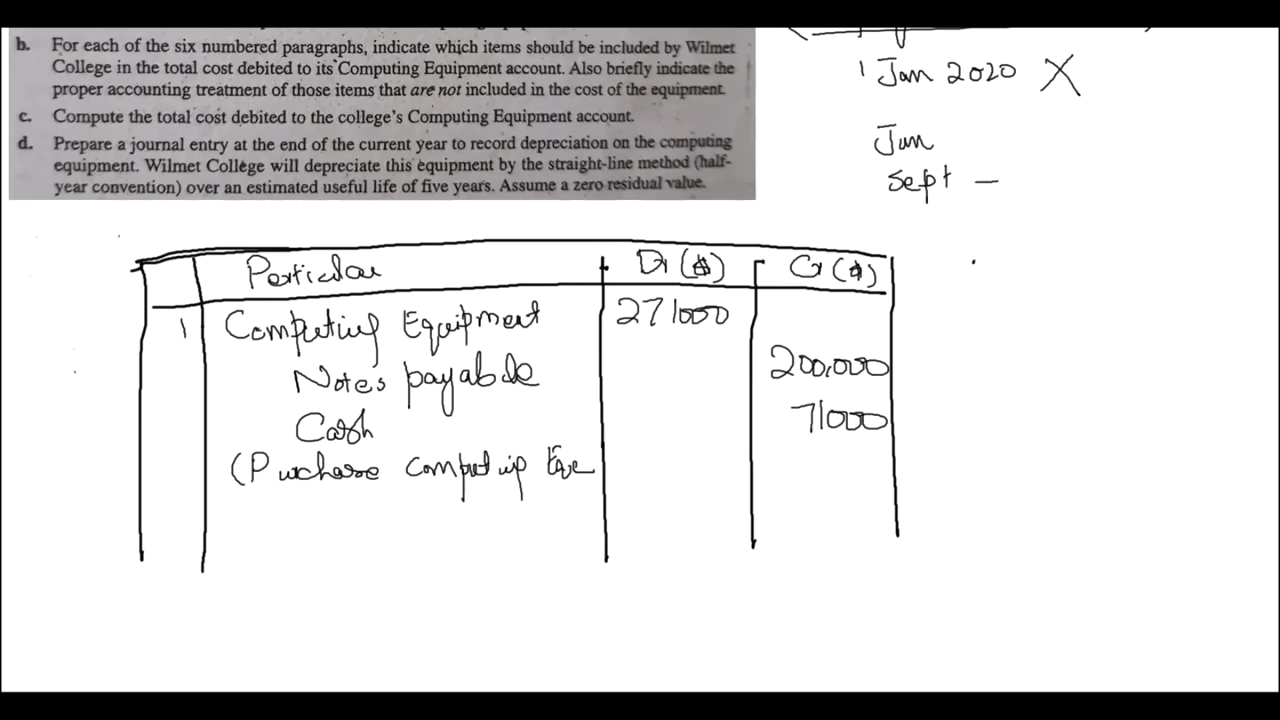 b. For each of the six numbered paragraphs, indicate which items should be included by Wilmet
College in the total cost debited to its Computing Equipment account. Also briefly indicate the
proper accounting treatment of those items that are not included in the cost of the equipment.
c. Compute the total cost debited to the college's Computing Equipment account.
d. Prepare a journal entry at the end of the current year to record depreciation on the computing
equipment. Wilmet College will depreciate this equipment by the straight-line method (half-
year convention) over an estimated useful life of five years. Assume a zero residual value.
1 Jan 2020 X
Jun
Sept –
Particular Dr ($) Cr ($)
1 Computing Equipment 271000
Notes payable 200,000
Cash 71000
(Purchase computing Eqe